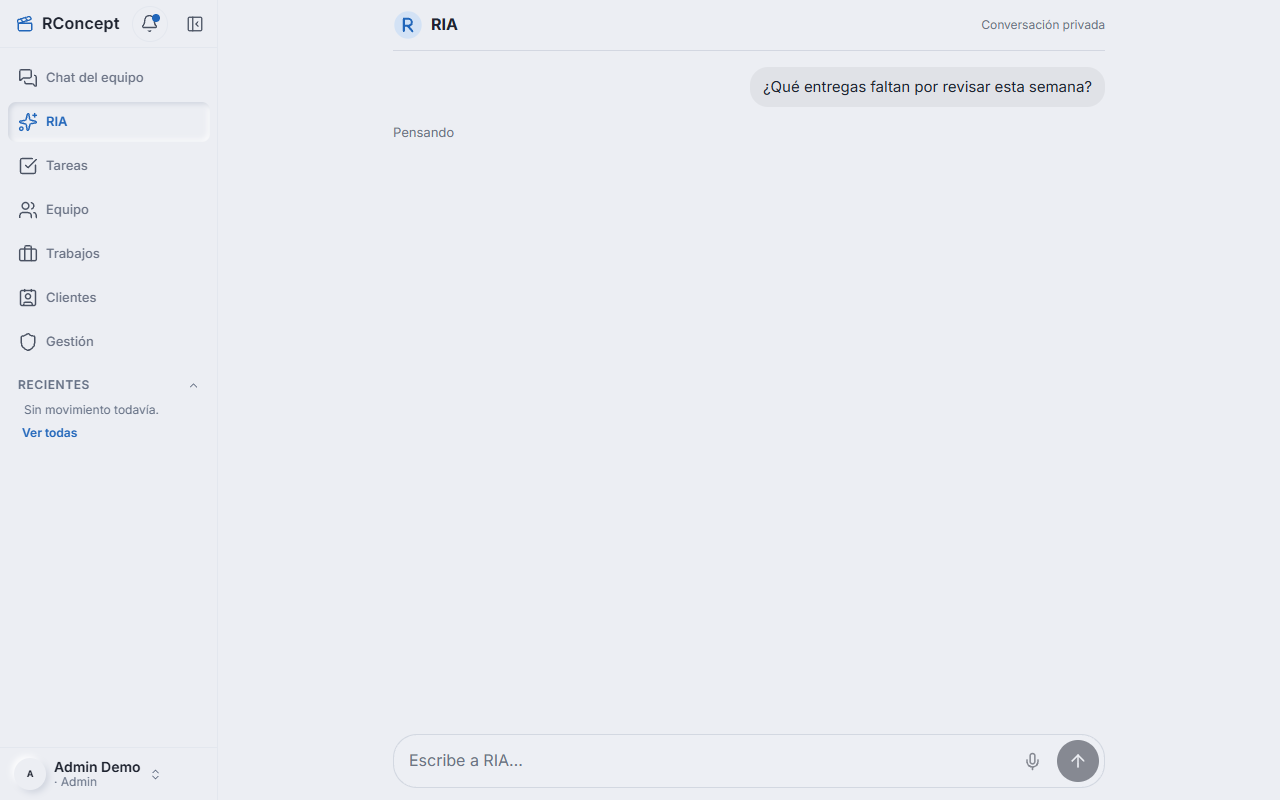 RConcept
Chat del equipo
RIA
Tareas
Equipo
Trabajos
Clientes
Gestión
RECIENTES
Sin movimiento todavía.
Ver todas
A
Admin Demo
· Admin
R
RIA
Conversación privada
¿Qué entregas faltan por revisar esta semana?
Pensando
Escribe a RIA...